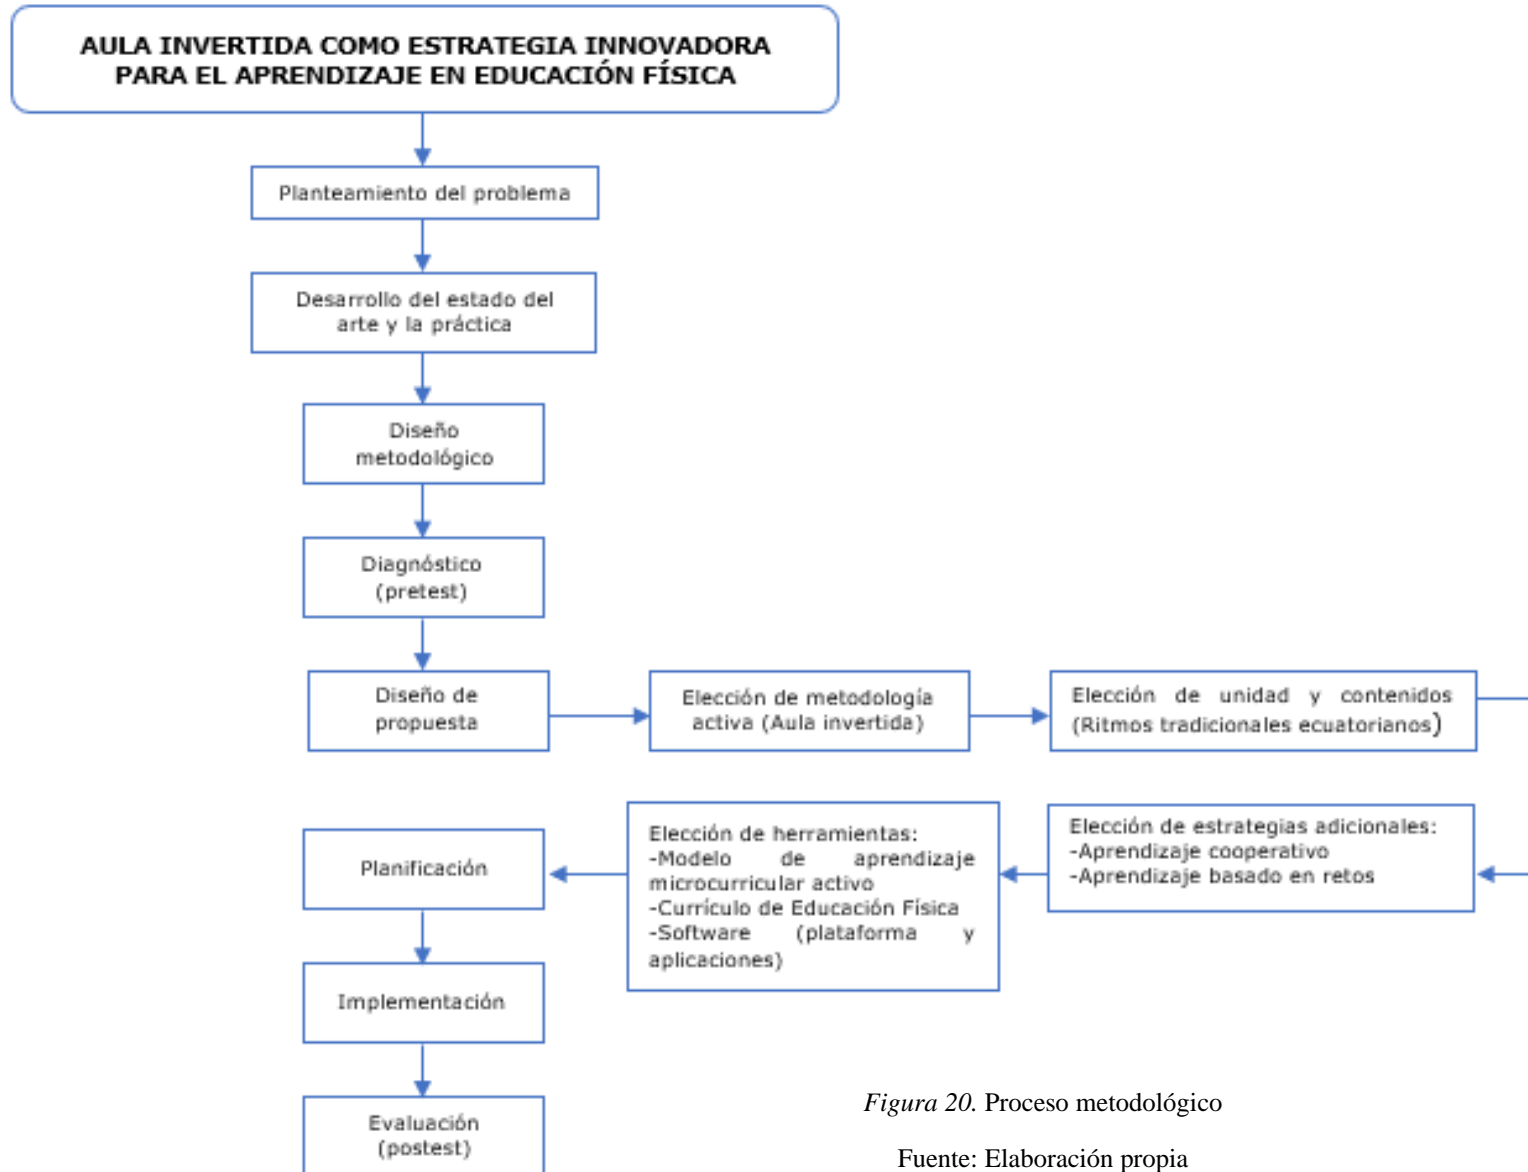 AULA INVERTIDA COMO ESTRATEGIA INNOVADORA
PARA EL APRENDIZAJE EN EDUCACIÓN FÍSICA
Planteamiento del problema
Desarrollo del estado del
arte y la práctica
Diseño
metodológico
Diagnóstico
(pretest)
Diseño de
propuesta
Elección de metodología
activa (Aula invertida)
Elección de unidad y contenidos
(Ritmos tradicionales ecuatorianos)
Elección de estrategias adicionales:
-Aprendizaje cooperativo
-Aprendizaje basado en retos
Elección de herramientas:
-Modelo de aprendizaje
microcurricular activo
-Currículo de Educación Física
-Software (plataforma y
aplicaciones)
Planificación
Implementación
Evaluación
(postest)
Figura 20. Proceso metodológico
Fuente: Elaboración propia